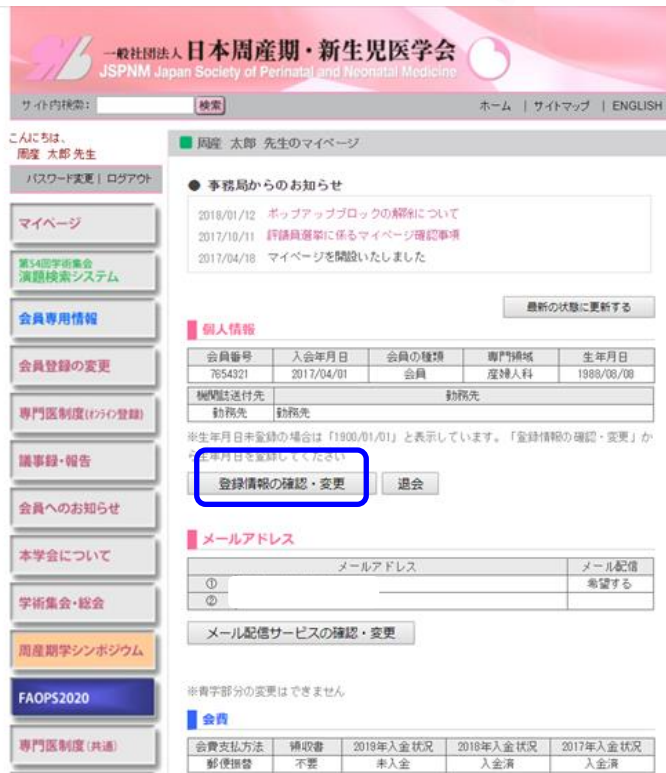 一般社団法人 日本周産期・新生児医学会
JSPNM Japan Society of Perinatal and Neonatal Medicine
サイト内検索: 検索 ホーム | サイトマップ | ENGLISH
こんにちは、
周産 太郎 先生
パスワード変更 | ログアウト
マイページ
第54回学術集会
演題検索システム
会員専用情報
会員登録の変更
専門医制度(オンライン登録)
議事録・報告
会員へのお知らせ
本学会について
学術集会・総会
周産期学シンポジウム
FAOPS2020
専門医制度(共通)
周産 太郎 先生のマイページ
● 事務局からのお知らせ
2018/01/12 ポップアップブロックの解除について
2017/10/11 評議員選挙に係るマイページ確認事項
2017/04/18 マイページを開設いたしました
最新の状態に更新する
個人情報
会員番号 入会年月日 会員の種類 専門領域 生年月日
7654321 2017/04/01 会員 産婦人科 1988/08/08
機関誌送付先 勤務先
勤務先 勤務先
※生年月日未登録の場合は「1900/01/01」と表示しています。「登録情報の確認・変更」か
ら生年月日を登録してください
登録情報の確認・変更 退会
メールアドレス
メールアドレス メール配信
① 希望する
②
メール配信サービスの確認・変更
※青字部分の変更はできません
会費
会費支払方法 領収書 2019年入金状況 2018年入金状況 2017年入金状況
郵便振替 不要 未入金 入金済 入金済